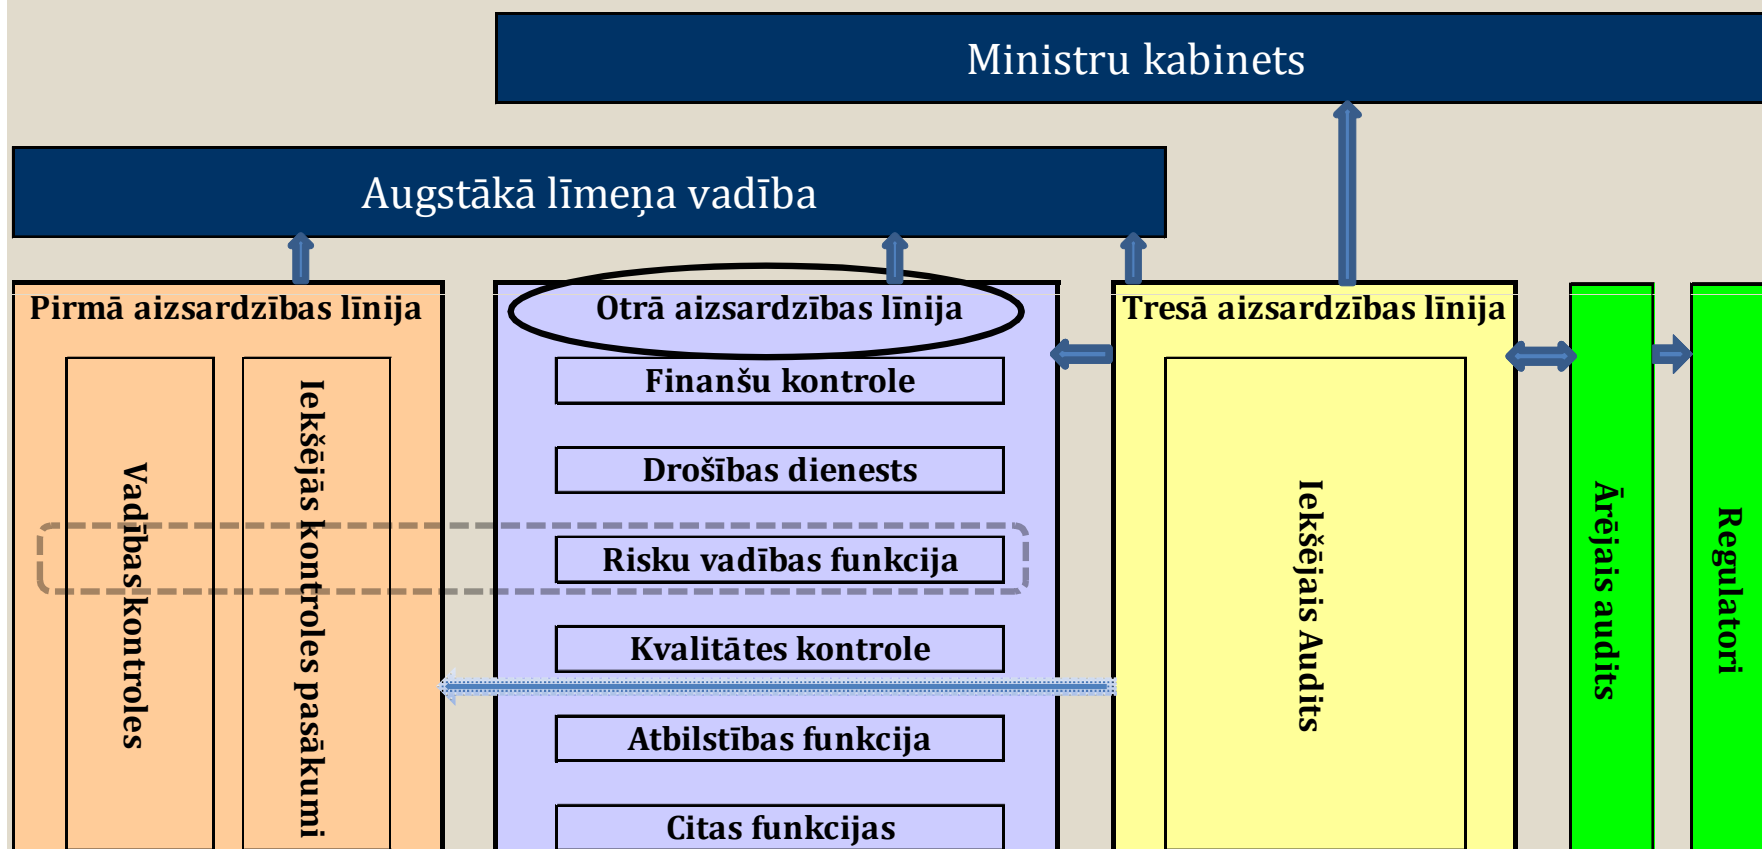 Ministru kabinets
Augstākā līmeņa vadība
Pirmā aizsardzības līnija
Vadības kontroles
Iekšējās kontroles pasākumi
Otrā aizsardzības līnija
Finanšu kontrole
Drošības dienests
Risku vadības funkcija
Kvalitātes kontrole
Atbilstības funkcija
Citas funkcijas
Tresā aizsardzības līnija
Iekšējais Audits
Ārējais audits
Regulatori